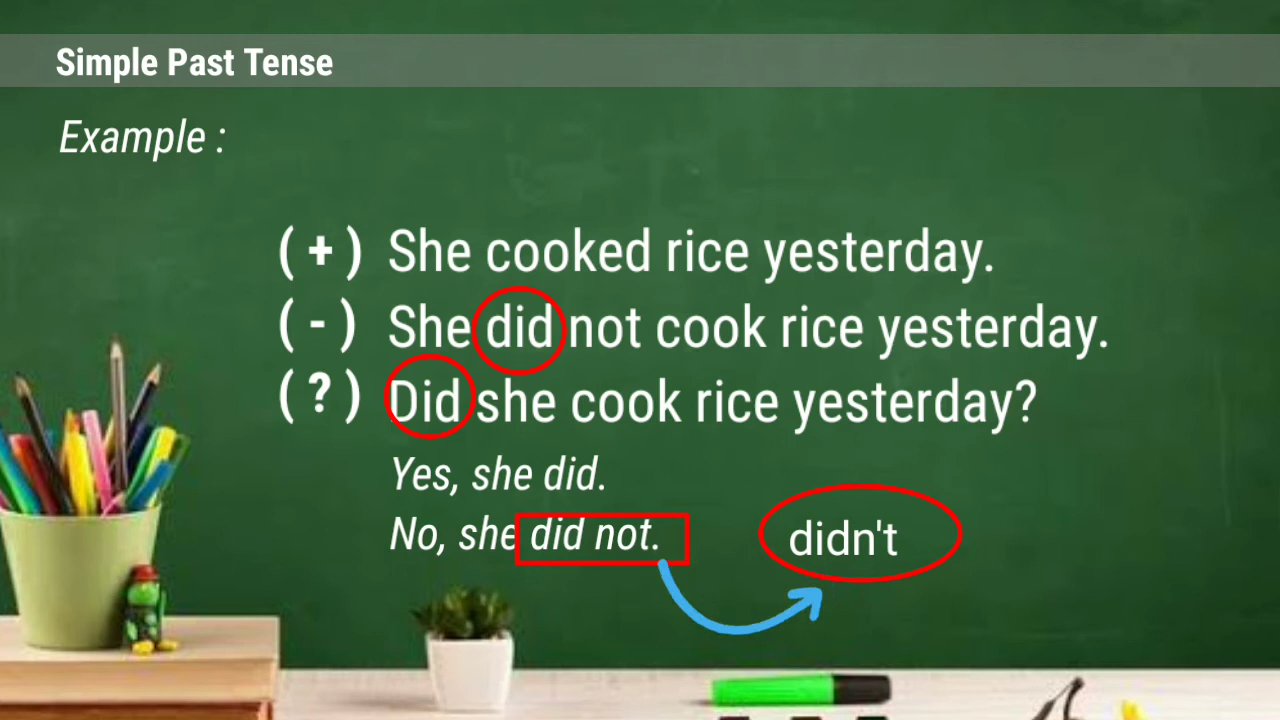 Simple Past Tense
Example :
( + ) She cooked rice yesterday.
( - ) She did not cook rice yesterday.
( ? ) Did she cook rice yesterday?
Yes, she did.
No, she did not. didn't